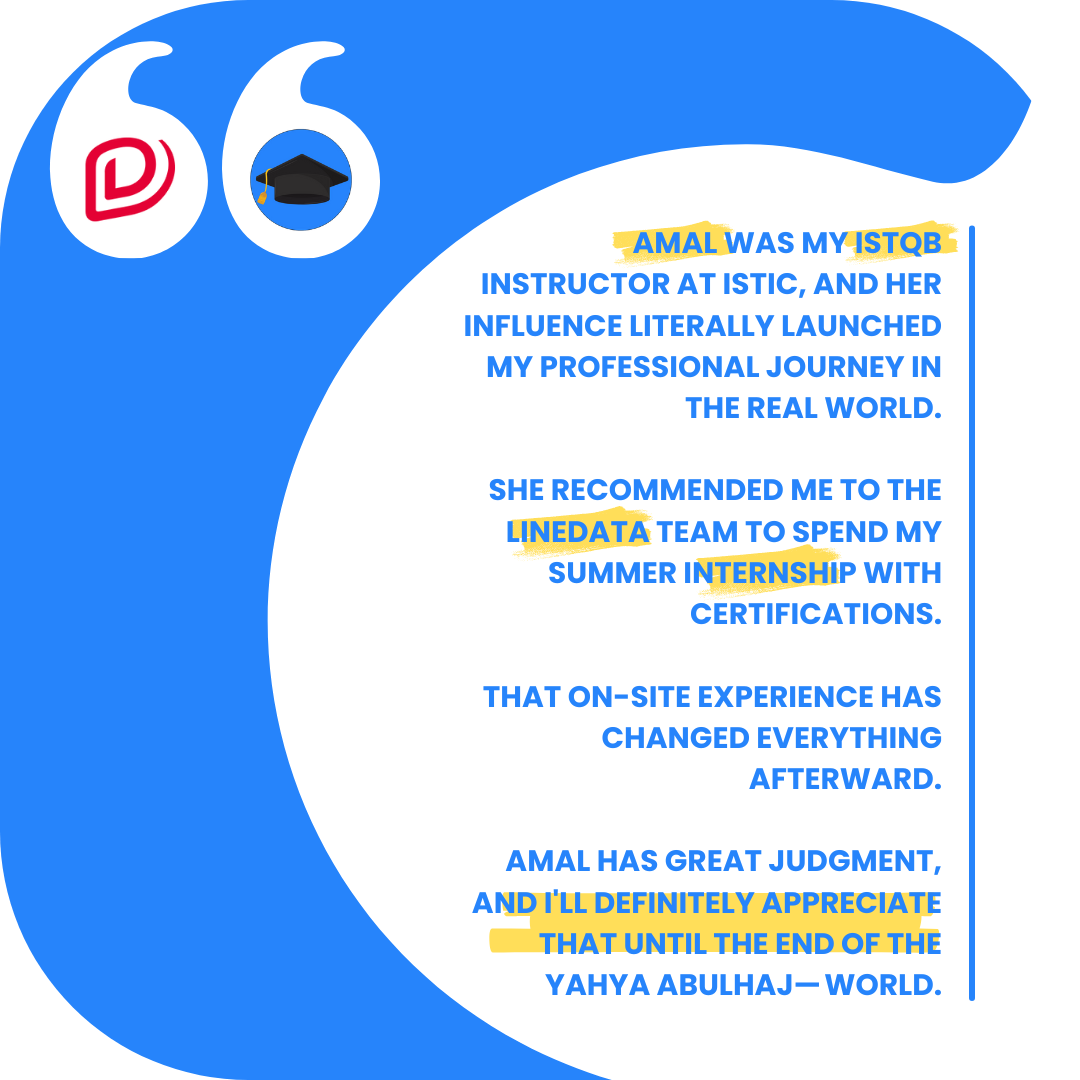 AMAL WAS MY ISTQB
INSTRUCTOR AT ISTIC, AND HER
INFLUENCE LITERALLY LAUNCHED
MY PROFESSIONAL JOURNEY IN
THE REAL WORLD.
SHE RECOMMENDED ME TO THE
LINEDATA TEAM TO SPEND MY
SUMMER INTERNSHIP WITH
CERTIFICATIONS.
THAT ON-SITE EXPERIENCE HAS
CHANGED EVERYTHING
AFTERWARD.
AMAL HAS GREAT JUDGMENT,
AND I'LL DEFINITELY APPRECIATE
THAT UNTIL THE END OF THE
YAHYA ABULHAJ—WORLD.